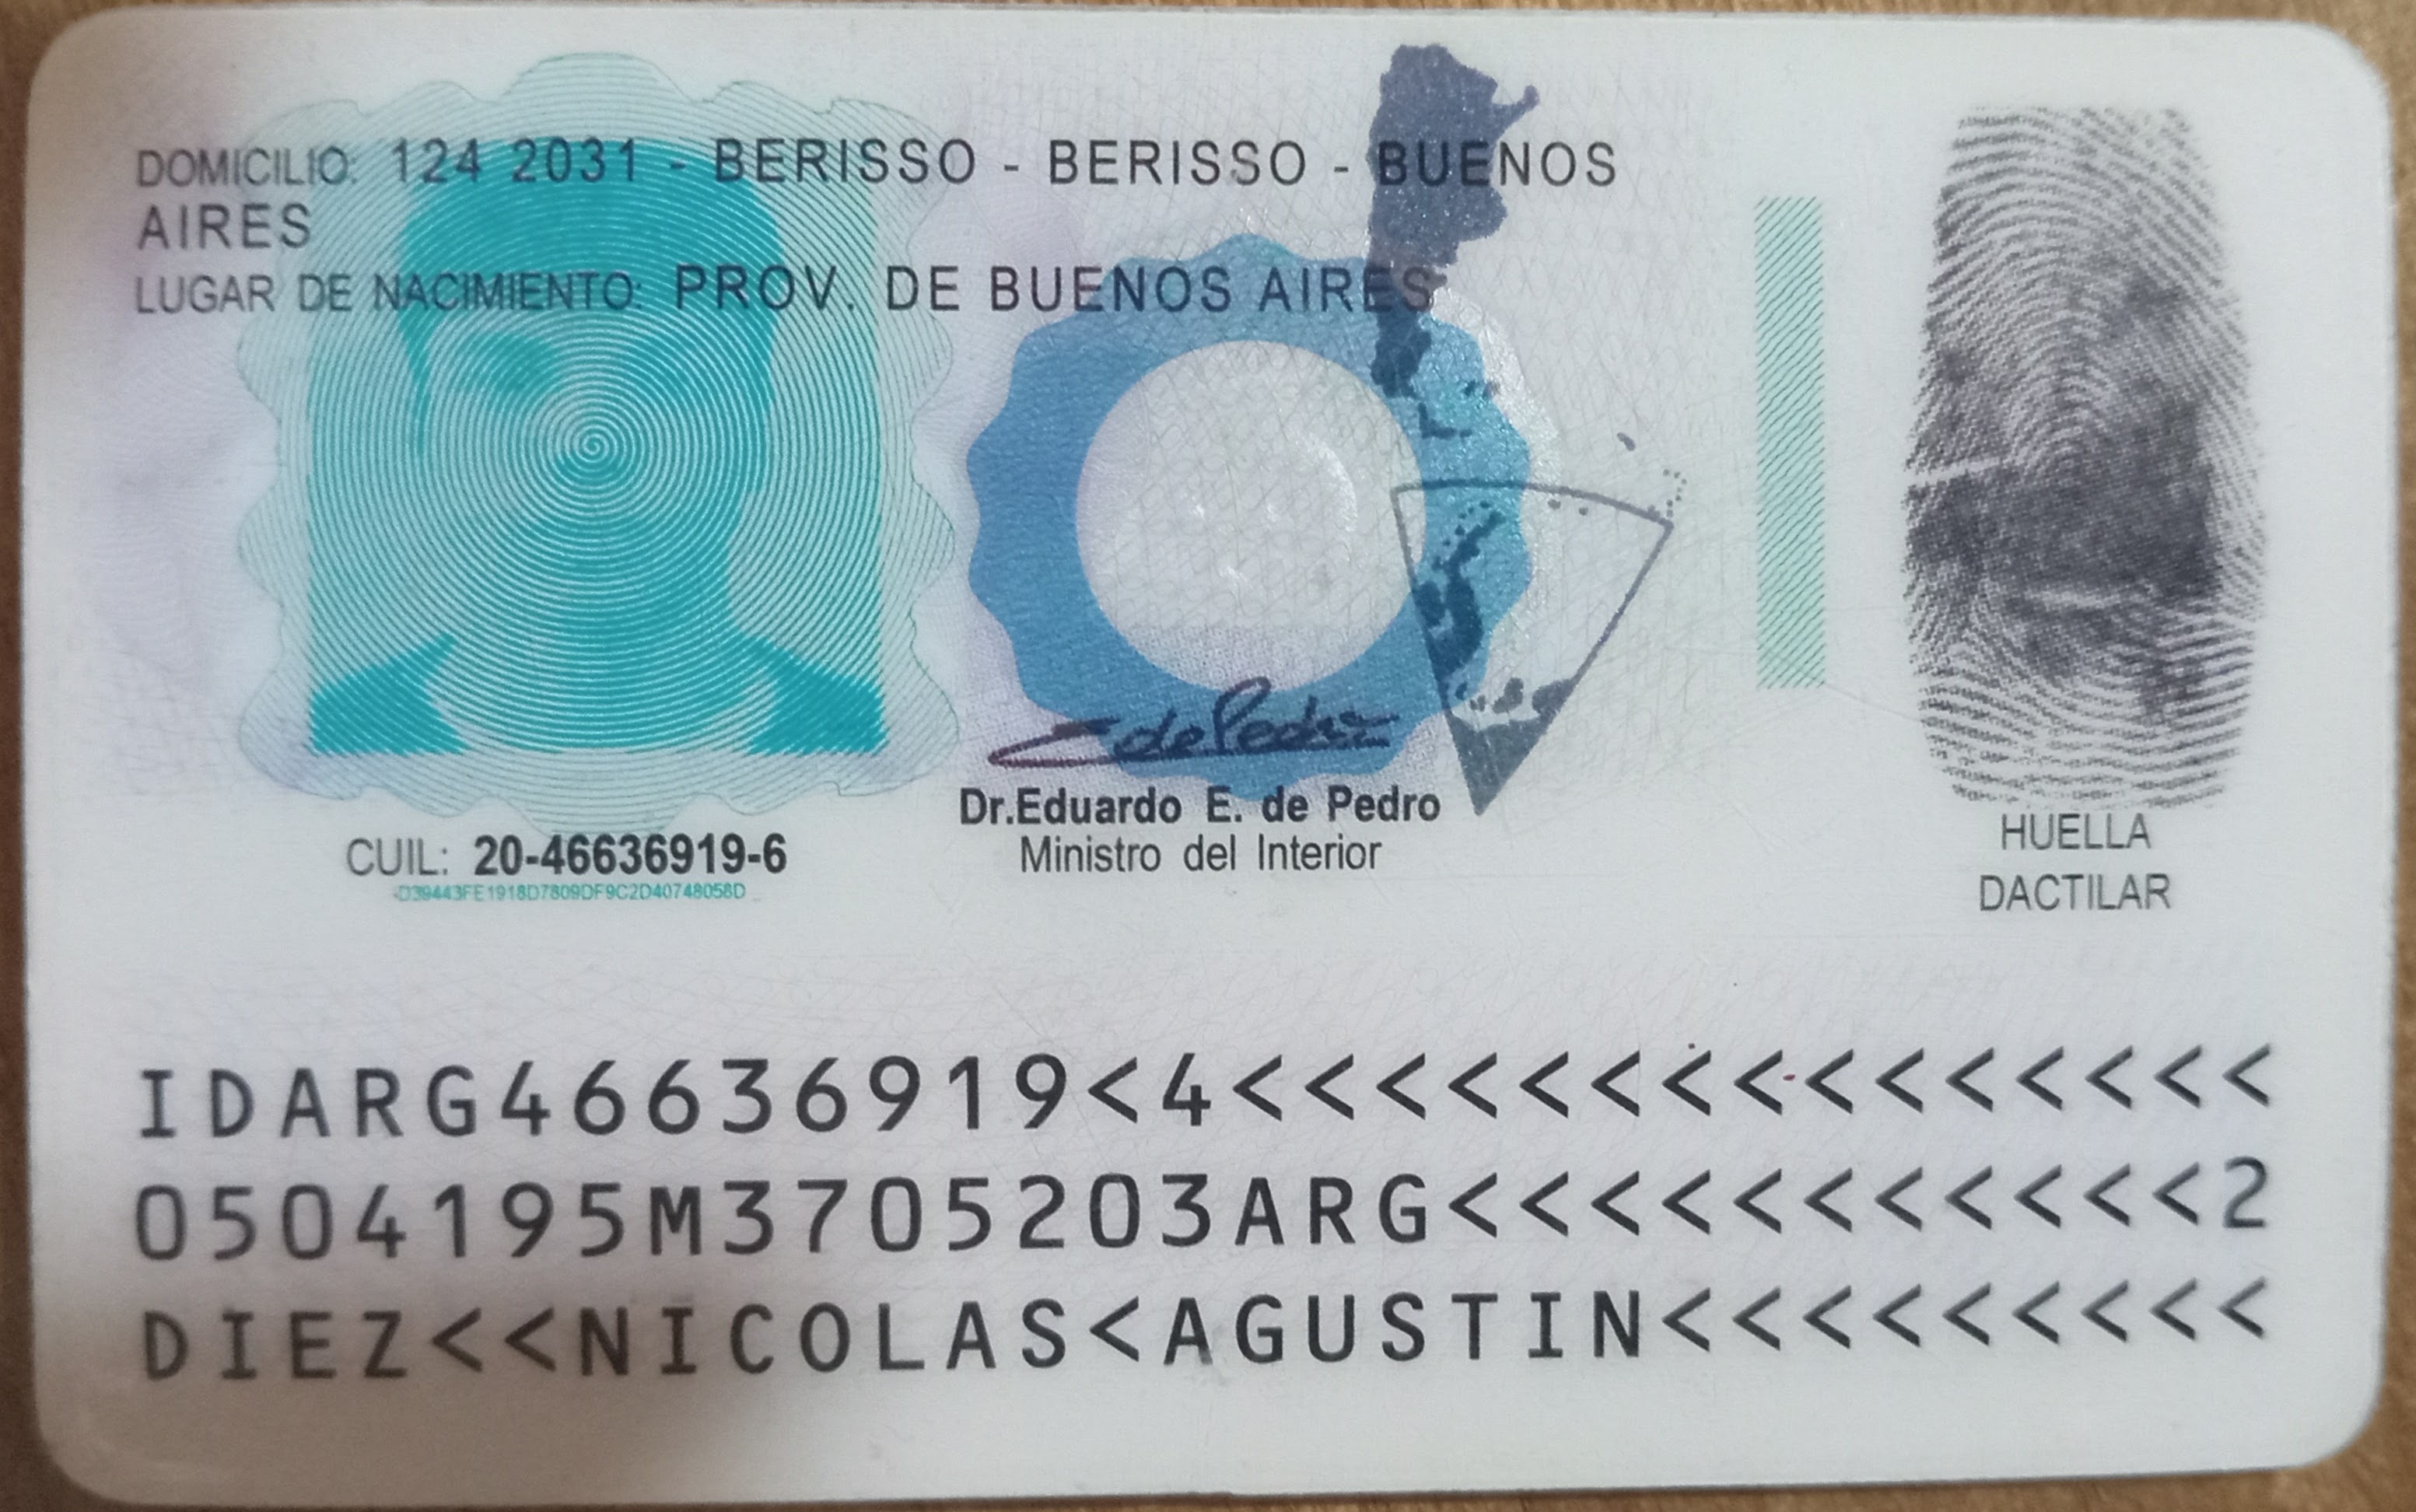 DOMICILIO: 124 2031 - BERISSO - BERISSO - BUENOS
AIRES
LUGAR DE NACIMIENTO: PROV. DE BUENOS AIRES
E de Pedro
Dr.Eduardo E. de Pedro
Ministro del Interior
CUIL: 20-46636919-6
HUELLA
DACTILAR
IDARG46636919<4<<<<<<<<<<<<<<<
0504195M3705203ARG<<<<<<<<<<<2
DIEZ<<NICOLAS<AGUSTIN<<<<<<<<<